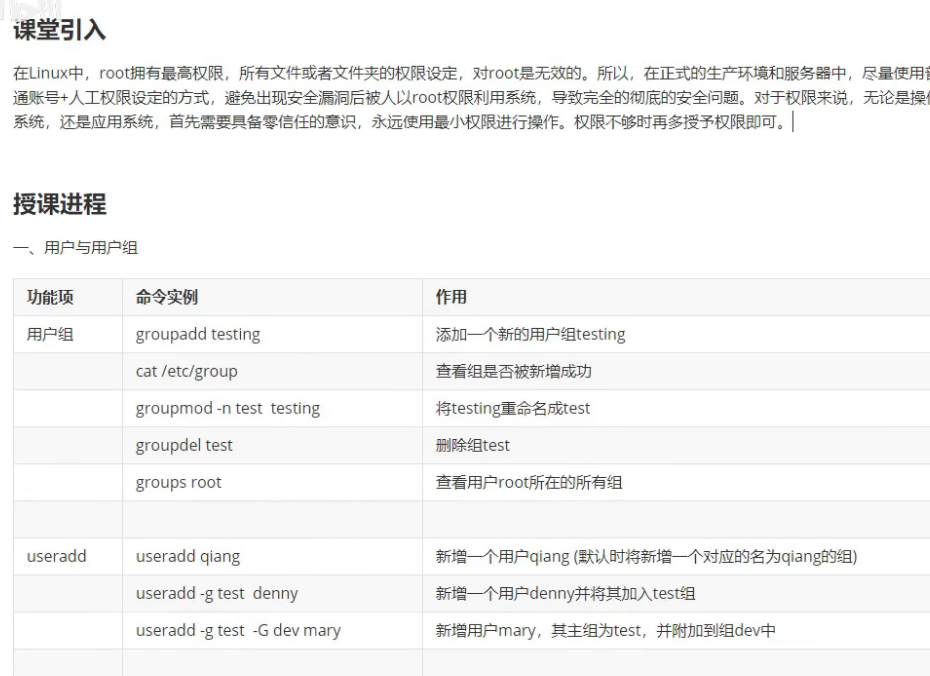 课堂引入
在Linux中，root拥有最高权限，所有文件或者文件夹的权限设定，对root是无效的。所以，在正式的生产环境和服务器中，尽量使用
通账号+人工权限设定的方式，避免出现安全漏洞后被人以root权限利用系统，导致完全的彻底的安全问题。对于权限来说，无论是操
系统，还是应用系统，首先需要具备零信任的意识，永远使用最小权限进行操作。权限不够时再多授予权限即可。
授课进程
一、用户与用户组
功能项 命令实例 作用
用户组 groupadd testing 添加一个新的用户组testing
cat /etc/group 查看组是否被新增成功
groupmod -n test testing 将testing重命名成test
groupdel test 删除组test
groups root 查看用户root所在的所有组
useradd useradd qiang 新增一个用户qiang (默认时将新增一个对应的名为qiang的组)
useradd -g test denny 新增一个用户denny并将其加入test组
useradd -g test -G dev mary 新增用户mary，其主组为test，并附加到组dev中